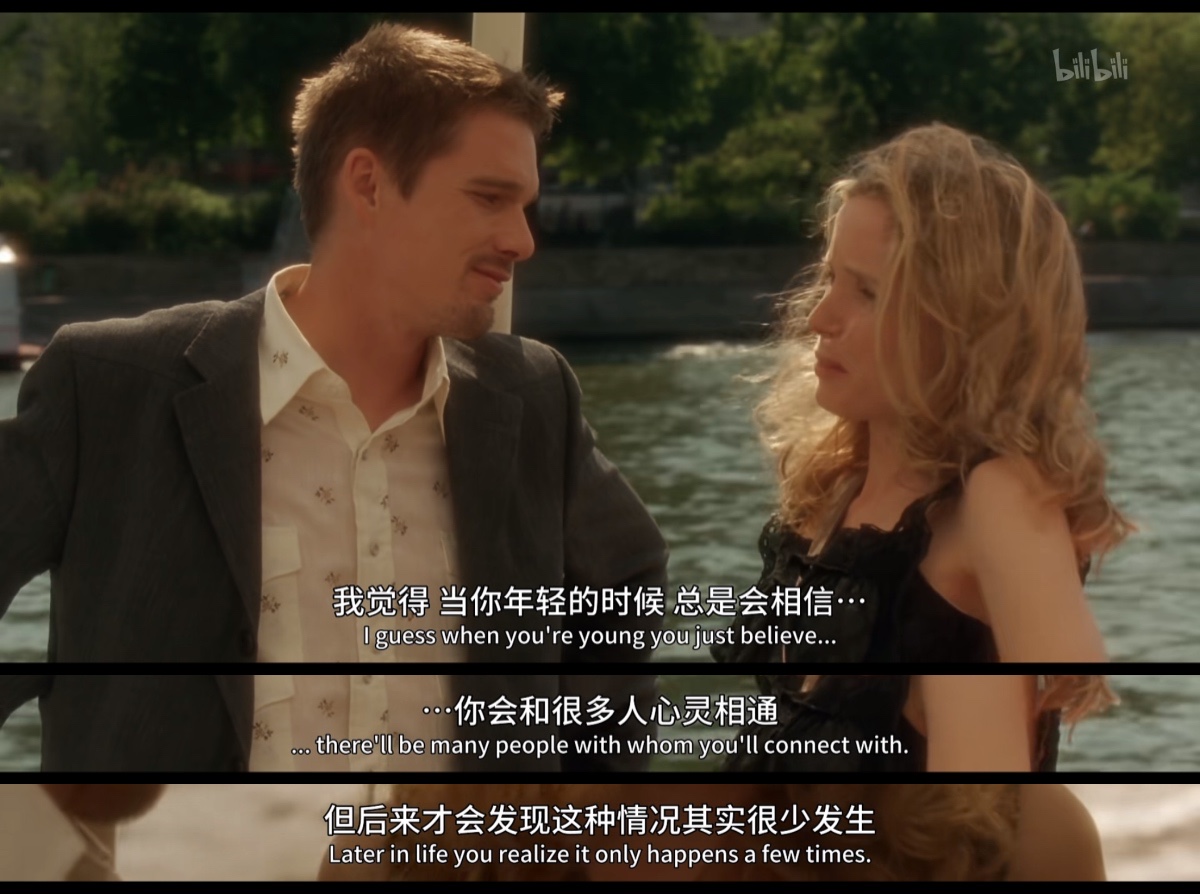 bilibili
我觉得 当你年轻的时候 总是会相信…
I guess when you're young you just believe...
…你会和很多人心灵相通
... there'll be many people with whom you'll connect with.
但后来才会发现这种情况其实很少发生
Later in life you realize it only happens a few times.